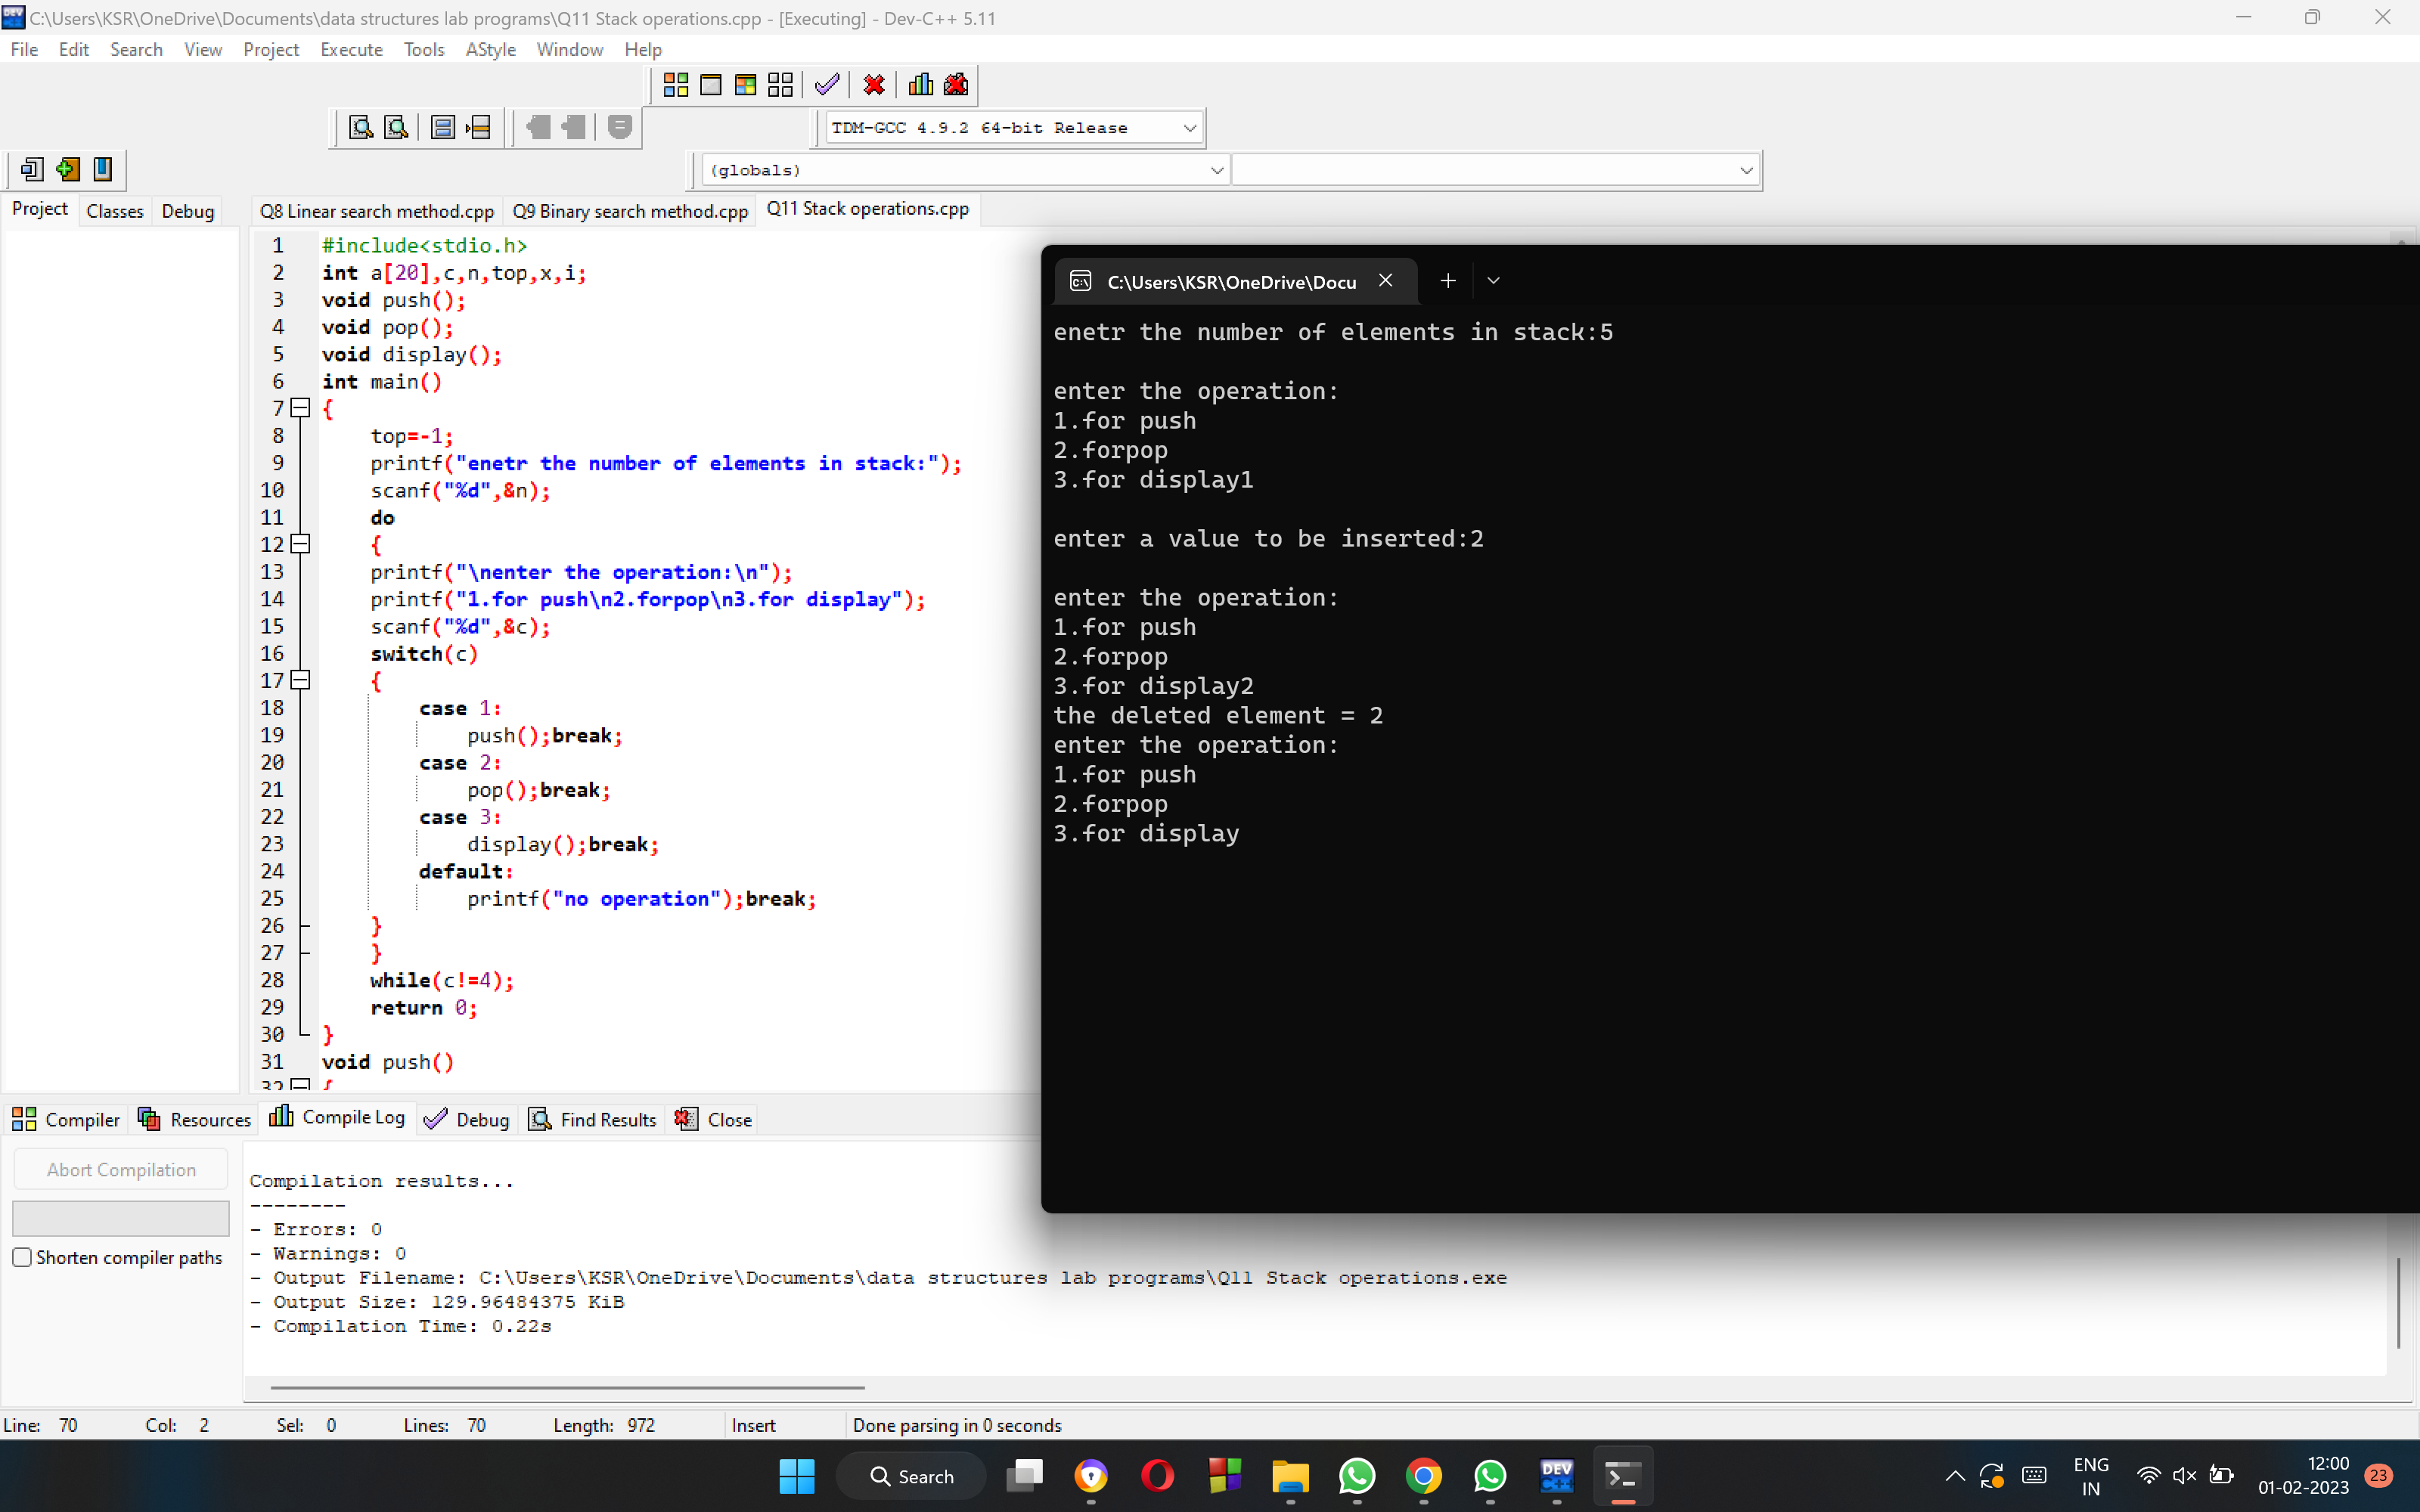 C:\Users\KSR\OneDrive\Documents\data structures lab programs\Q11 Stack operations.cpp - [Executing] - Dev-C++ 5.11
File Edit Search View Project Execute Tools AStyle Window Help
TDM-GCC 4.9.2 64-bit Release
(globals)
Project Classes Debug
Q8 Linear search method.cpp Q9 Binary search method.cpp Q11 Stack operations.cpp
1 #include<stdio.h>
2 int a[20],c,n,top,x,i;
3 void push();
4 void pop();
5 void display();
6 int main()
7 {
8 top=-1;
9 printf("enetr the number of elements in stack:");
10 scanf("%d",&n);
11 do
12 {
13 printf("\nenter the operation:\n");
14 printf("1.for push\n2.forpop\n3.for display");
15 scanf("%d",&c);
16 switch(c)
17 {
18 case 1:
19 push();break;
20 case 2:
21 pop();break;
22 case 3:
23 display();break;
24 default:
25 printf("no operation");break;
26 }
27 }
28 while(c!=4);
29 return 0;
30 }
31 void push()
32 {
C:\Users\KSR\OneDrive\Docu
enetr the number of elements in stack:5
enter the operation:
1.for push
2.forpop
3.for display1
enter a value to be inserted:2
enter the operation:
1.for push
2.forpop
3.for display2
the deleted element = 2
enter the operation:
1.for push
2.forpop
3.for display
Compiler Resources Compile Log Debug Find Results Close
Abort Compilation
Shorten compiler paths
Compilation results...
--------
- Errors: 0
- Warnings: 0
- Output Filename: C:\Users\KSR\OneDrive\Documents\data structures lab programs\Q11 Stack operations.exe
- Output Size: 129.96484375 KiB
- Compilation Time: 0.22s
Line: 70 Col: 2 Sel: 0 Lines: 70 Length: 972 Insert Done parsing in 0 seconds
Search
DEV C++
ENG
IN
12:00
01-02-2023
23